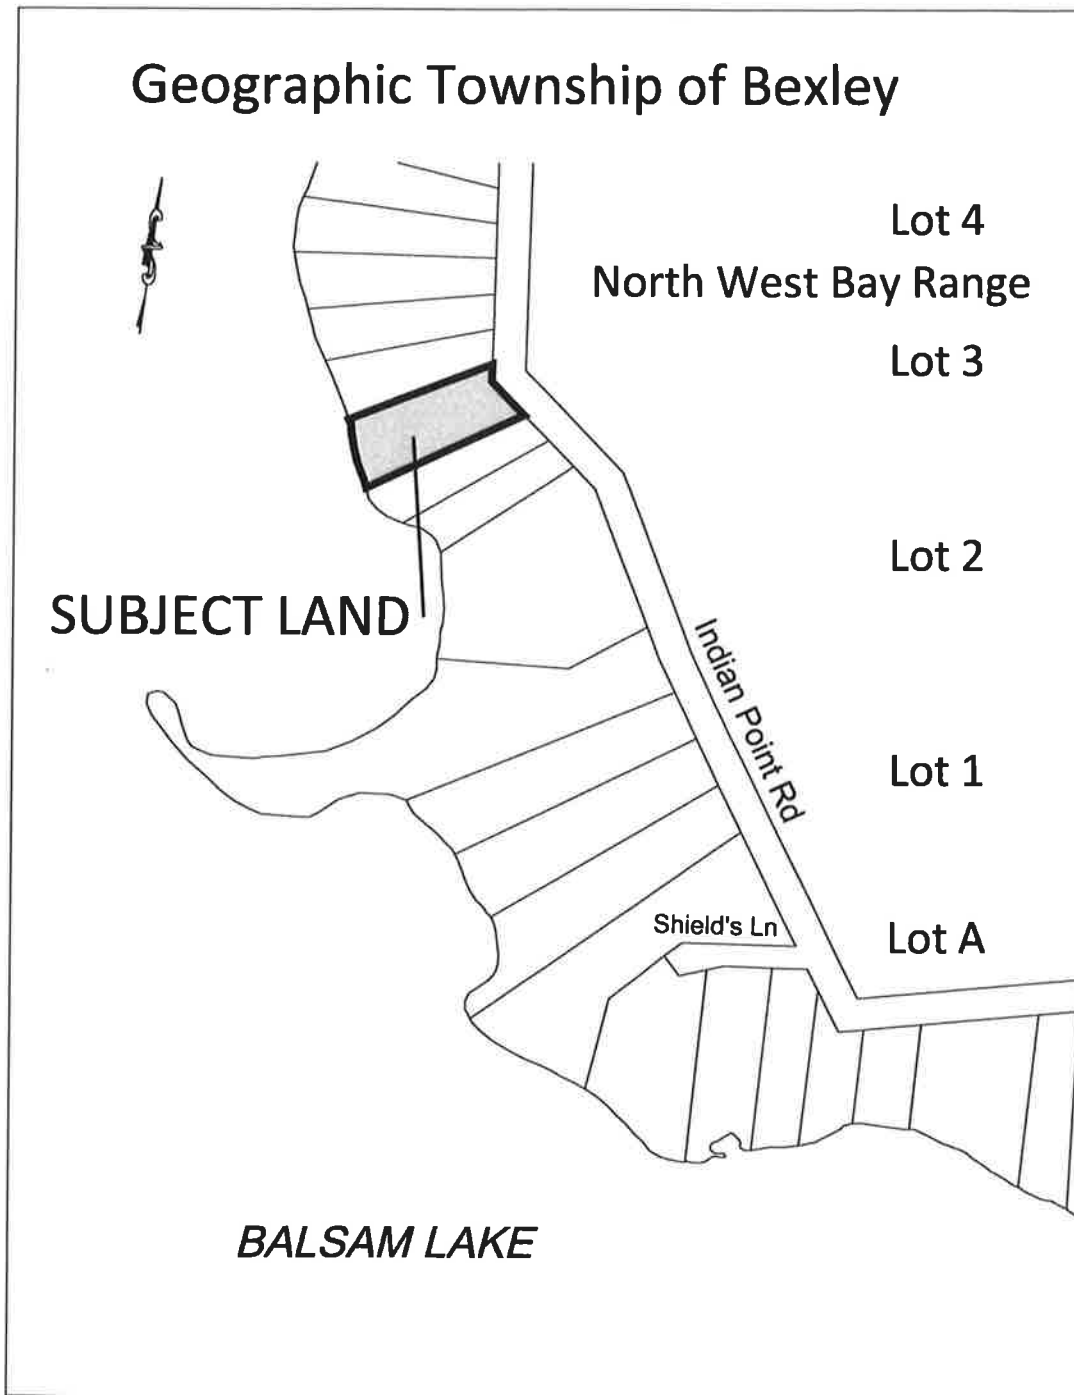 Geographic Township of Bexley
Lot 4
North West Bay Range
Lot 3
Lot 2
SUBJECT LAND
Indian Point Rd
Lot 1
Shield's Ln
Lot A
BALSAM LAKE